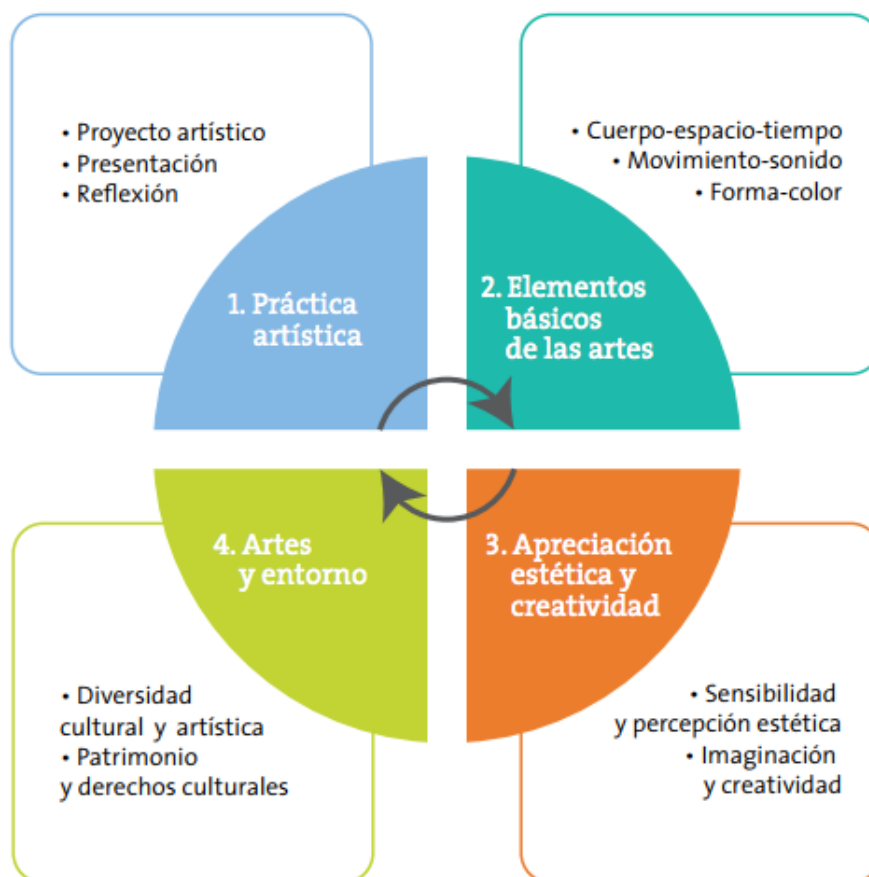 • Proyecto artístico
• Presentación
• Reflexión
1. Práctica
artística
• Cuerpo-espacio-tiempo
• Movimiento-sonido
• Forma-color
2. Elementos
básicos
de las artes
4. Artes
y entorno
• Diversidad
cultural y artística
• Patrimonio
y derechos culturales
3. Apreciación
estética y
creatividad
• Sensibilidad
y percepción estética
• Imaginación
y creatividad